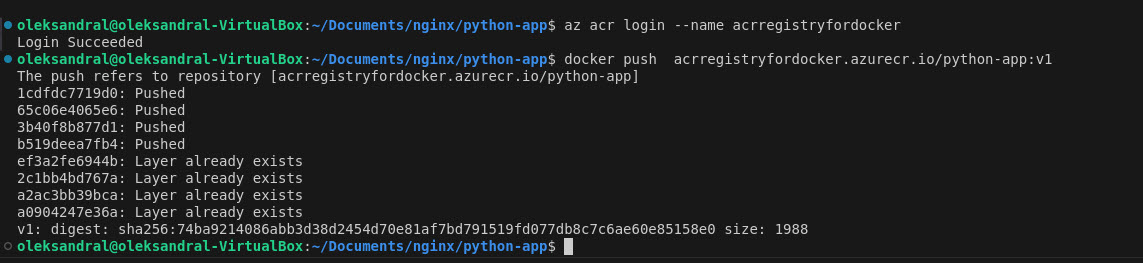 oleksandral@oleksandral-VirtualBox:~/Documents/nginx/python-app$ az acr login --name acrregistryfordocker
Login Succeeded
oleksandral@oleksandral-VirtualBox:~/Documents/nginx/python-app$ docker push  acrregistryfordocker.azurecr.io/python-app:v1
The push refers to repository [acrregistryfordocker.azurecr.io/python-app]
1cdfdc7719d0: Pushed
65c06e4065e6: Pushed
3b40f8b877d1: Pushed
b519deea7fb4: Pushed
ef3a2fe6944b: Layer already exists
2c1bb4bd767a: Layer already exists
a2ac3bb39bca: Layer already exists
a0904247e36a: Layer already exists
v1: digest: sha256:74ba9214086abb3d38d2454d70e81af7bd791519fd077db8c7c6ae60e85158e0 size: 1988
oleksandral@oleksandral-VirtualBox:~/Documents/nginx/python-app$